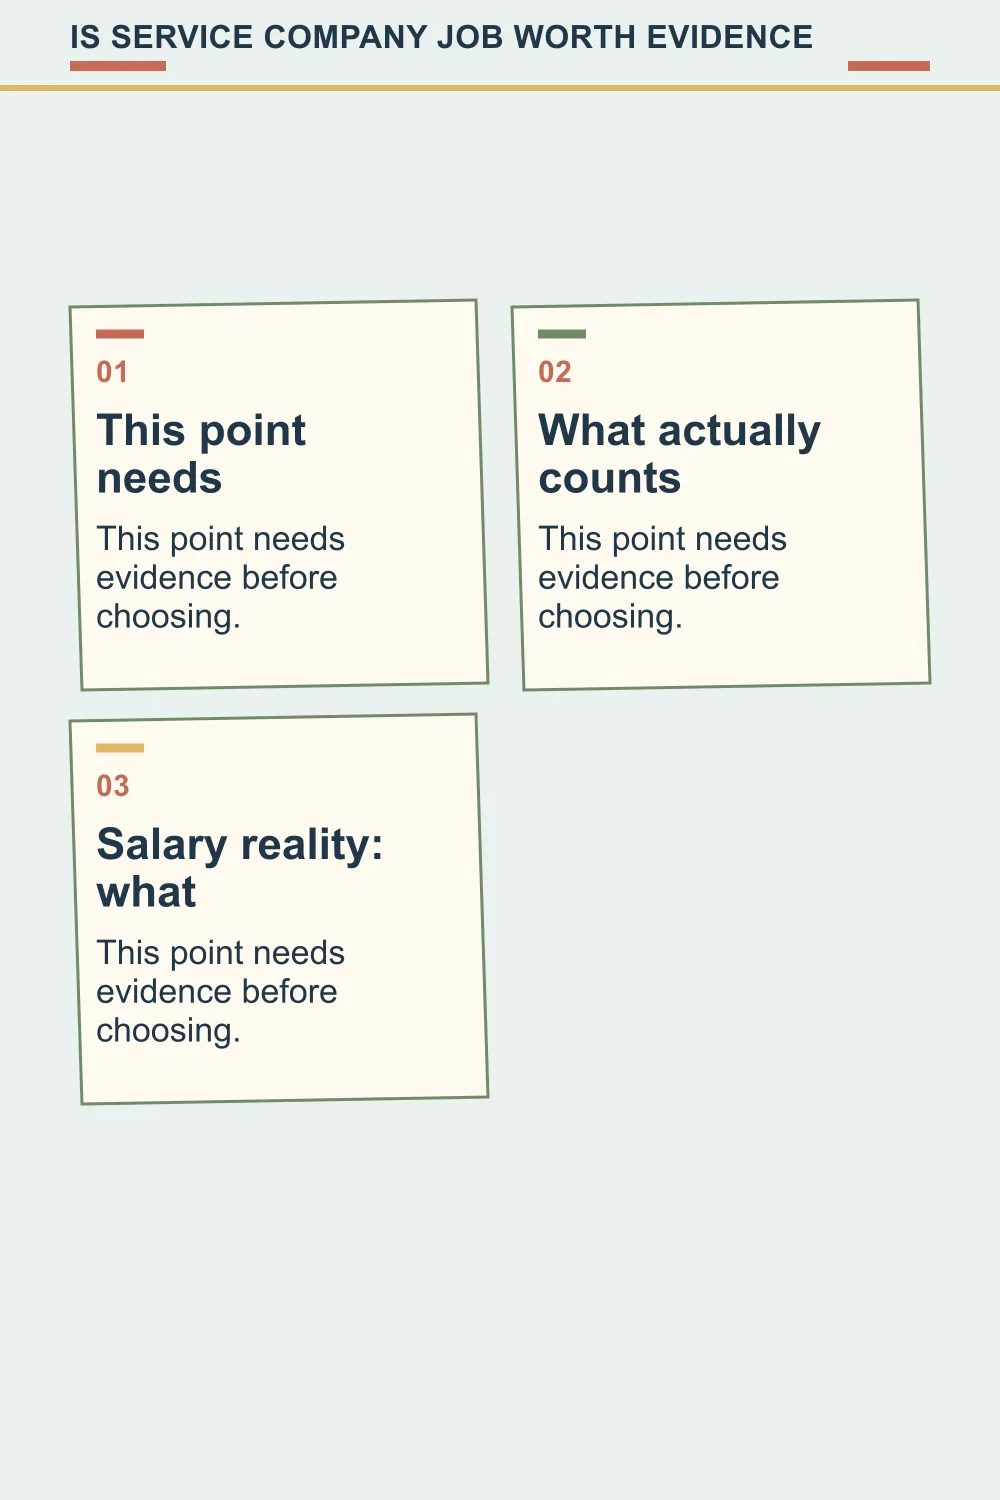 IS SERVICE COMPANY JOB WORTH EVIDENCE
01
This point
needs
This point needs
evidence before
choosing.
02
What actually
counts
This point needs
evidence before
choosing.
03
Salary reality:
what
This point needs
evidence before
choosing.